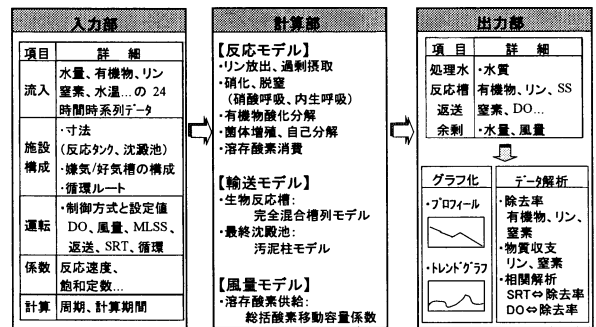 入力部
項目 詳 細
流入 水量、有機物、リン
窒素、水温…の 24
時間時系列データ
施設構成 ・寸法
(反応タンク、沈澱池)
・嫌気/好気槽の構成
・循環ルート
運転 ・制御方式と設定値
DO、風量、MLSS、
返送、SRT、循環
係数 反応速度、
飽和定数…
計算 周期、計算期間
計算部
【反応モデル】
・リン放出、過剰摂取
・硝化、脱窒
(硝酸呼吸、内生呼吸)
・有機物酸化分解
・菌体増殖、自己分解
・溶存酸素消費
【輸送モデル】
・生物反応槽:
完全混合槽列モデル
・最終沈澱池:
汚泥柱モデル
【風量モデル】
・溶存酸素供給:
総括酸素移動容量係数
出力部
項 目 詳 細
処理水 ・水質
反応槽 有機物、リン、SS
返送 窒素、DO…
余剰 ・水量、風量
グラフ化
・プロフィール
・トレンドグラフ
データ解析
・除去率
有機物、リン、
窒素
・物質収支
リン、窒素
・相関解析
SRT⇔除去率
DO⇔除去率